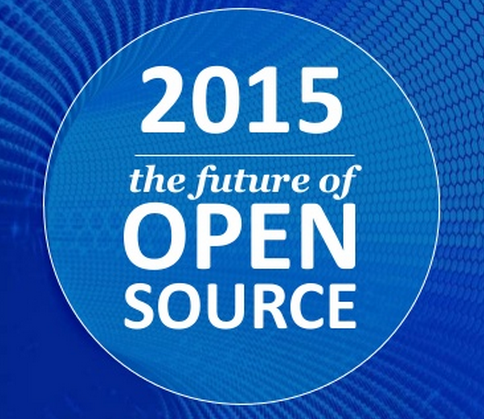 2015
the future of
OPEN
SOURCE